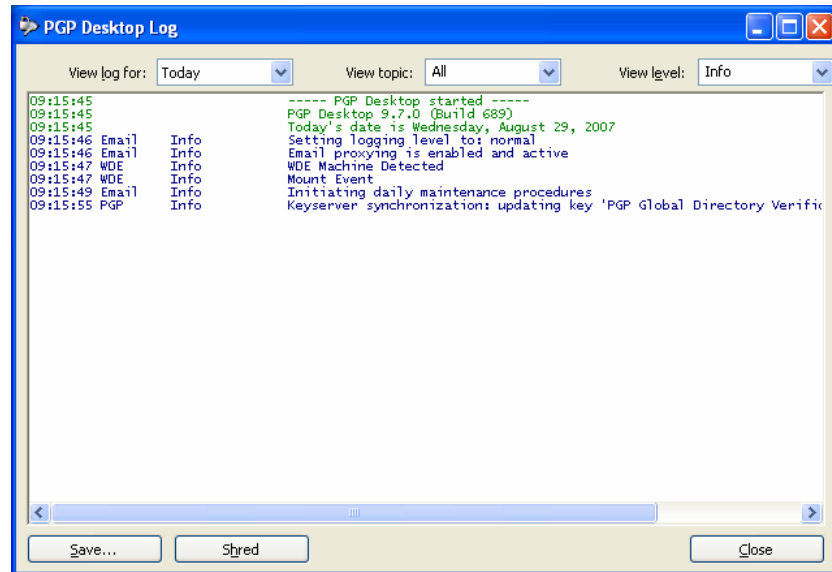 PGP Desktop Log
View log for: Today View topic: All View level: Info
09:15:45 ----- PGP Desktop started -----
09:15:45 PGP Desktop 9.7.0 (Build 689)
09:15:45 Today's date is Wednesday, August 29, 2007
09:15:46 Email Info Setting logging level to: normal
09:15:46 Email Info Email proxying is enabled and active
09:15:47 WDE Info WDE Machine Detected
09:15:47 WDE Info Mount Event
09:15:49 Email Info Initiating daily maintenance procedures
09:15:55 PGP Info Keyserver synchronization: updating key 'PGP Global Directory Verific
Save... Shred Close